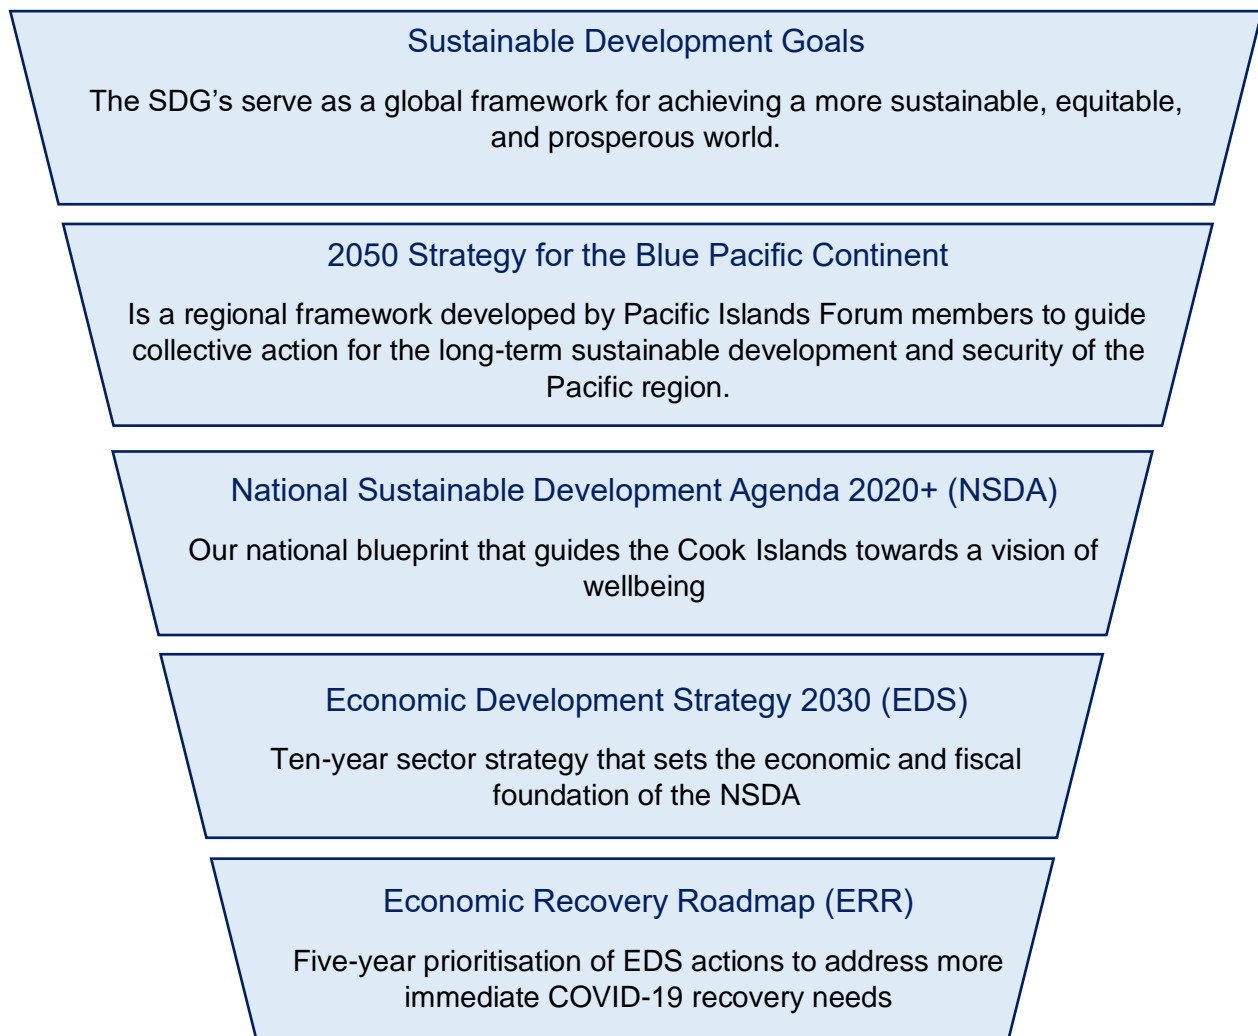 Sustainable Development Goals
The SDG’s serve as a global framework for achieving a more sustainable, equitable,
and prosperous world.
2050 Strategy for the Blue Pacific Continent
Is a regional framework developed by Pacific Islands Forum members to guide
collective action for the long-term sustainable development and security of the
Pacific region.
National Sustainable Development Agenda 2020+ (NSDA)
Our national blueprint that guides the Cook Islands towards a vision of
wellbeing
Economic Development Strategy 2030 (EDS)
Ten-year sector strategy that sets the economic and fiscal
foundation of the NSDA
Economic Recovery Roadmap (ERR)
Five-year prioritisation of EDS actions to address more
immediate COVID-19 recovery needs